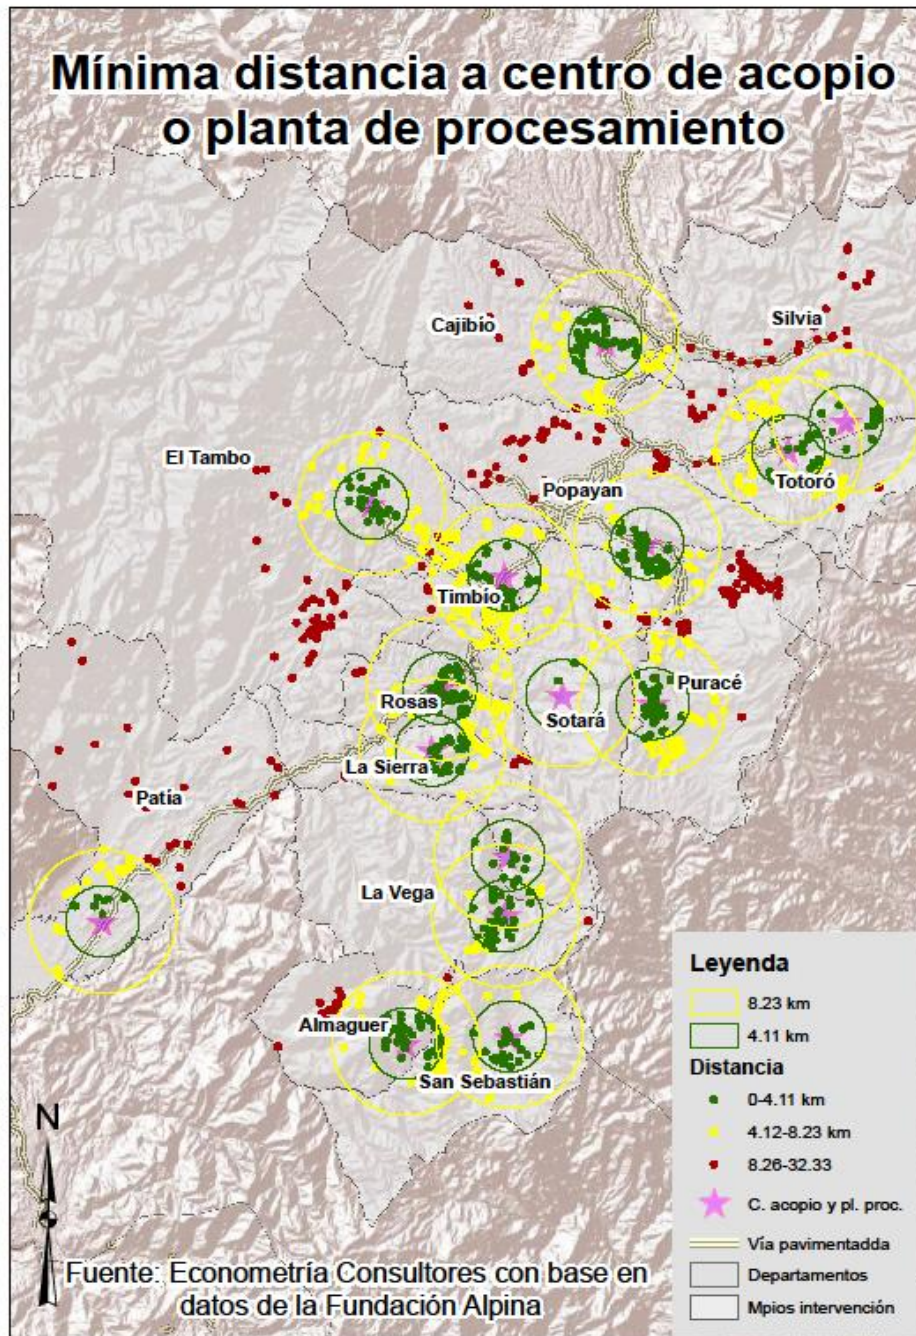 Mínima distancia a centro de acopio
o planta de procesamiento
Silvia
Cajibío
El Tambo
Totoró
Popayan
Timbío
Puracé
Rosas
Sotará
La Sierra
Patía
La Vega
Almaguer
San Sebastián
N
Leyenda
8.23 km
4.11 km
Distancia
0-4.11 km
4.12-8.23 km
8.26-32.33
C. acopio y pl. proc.
Vía pavimentadda
Departamentos
Mpios intervención
Fuente: Econometría Consultores con base en
datos de la Fundación Alpina